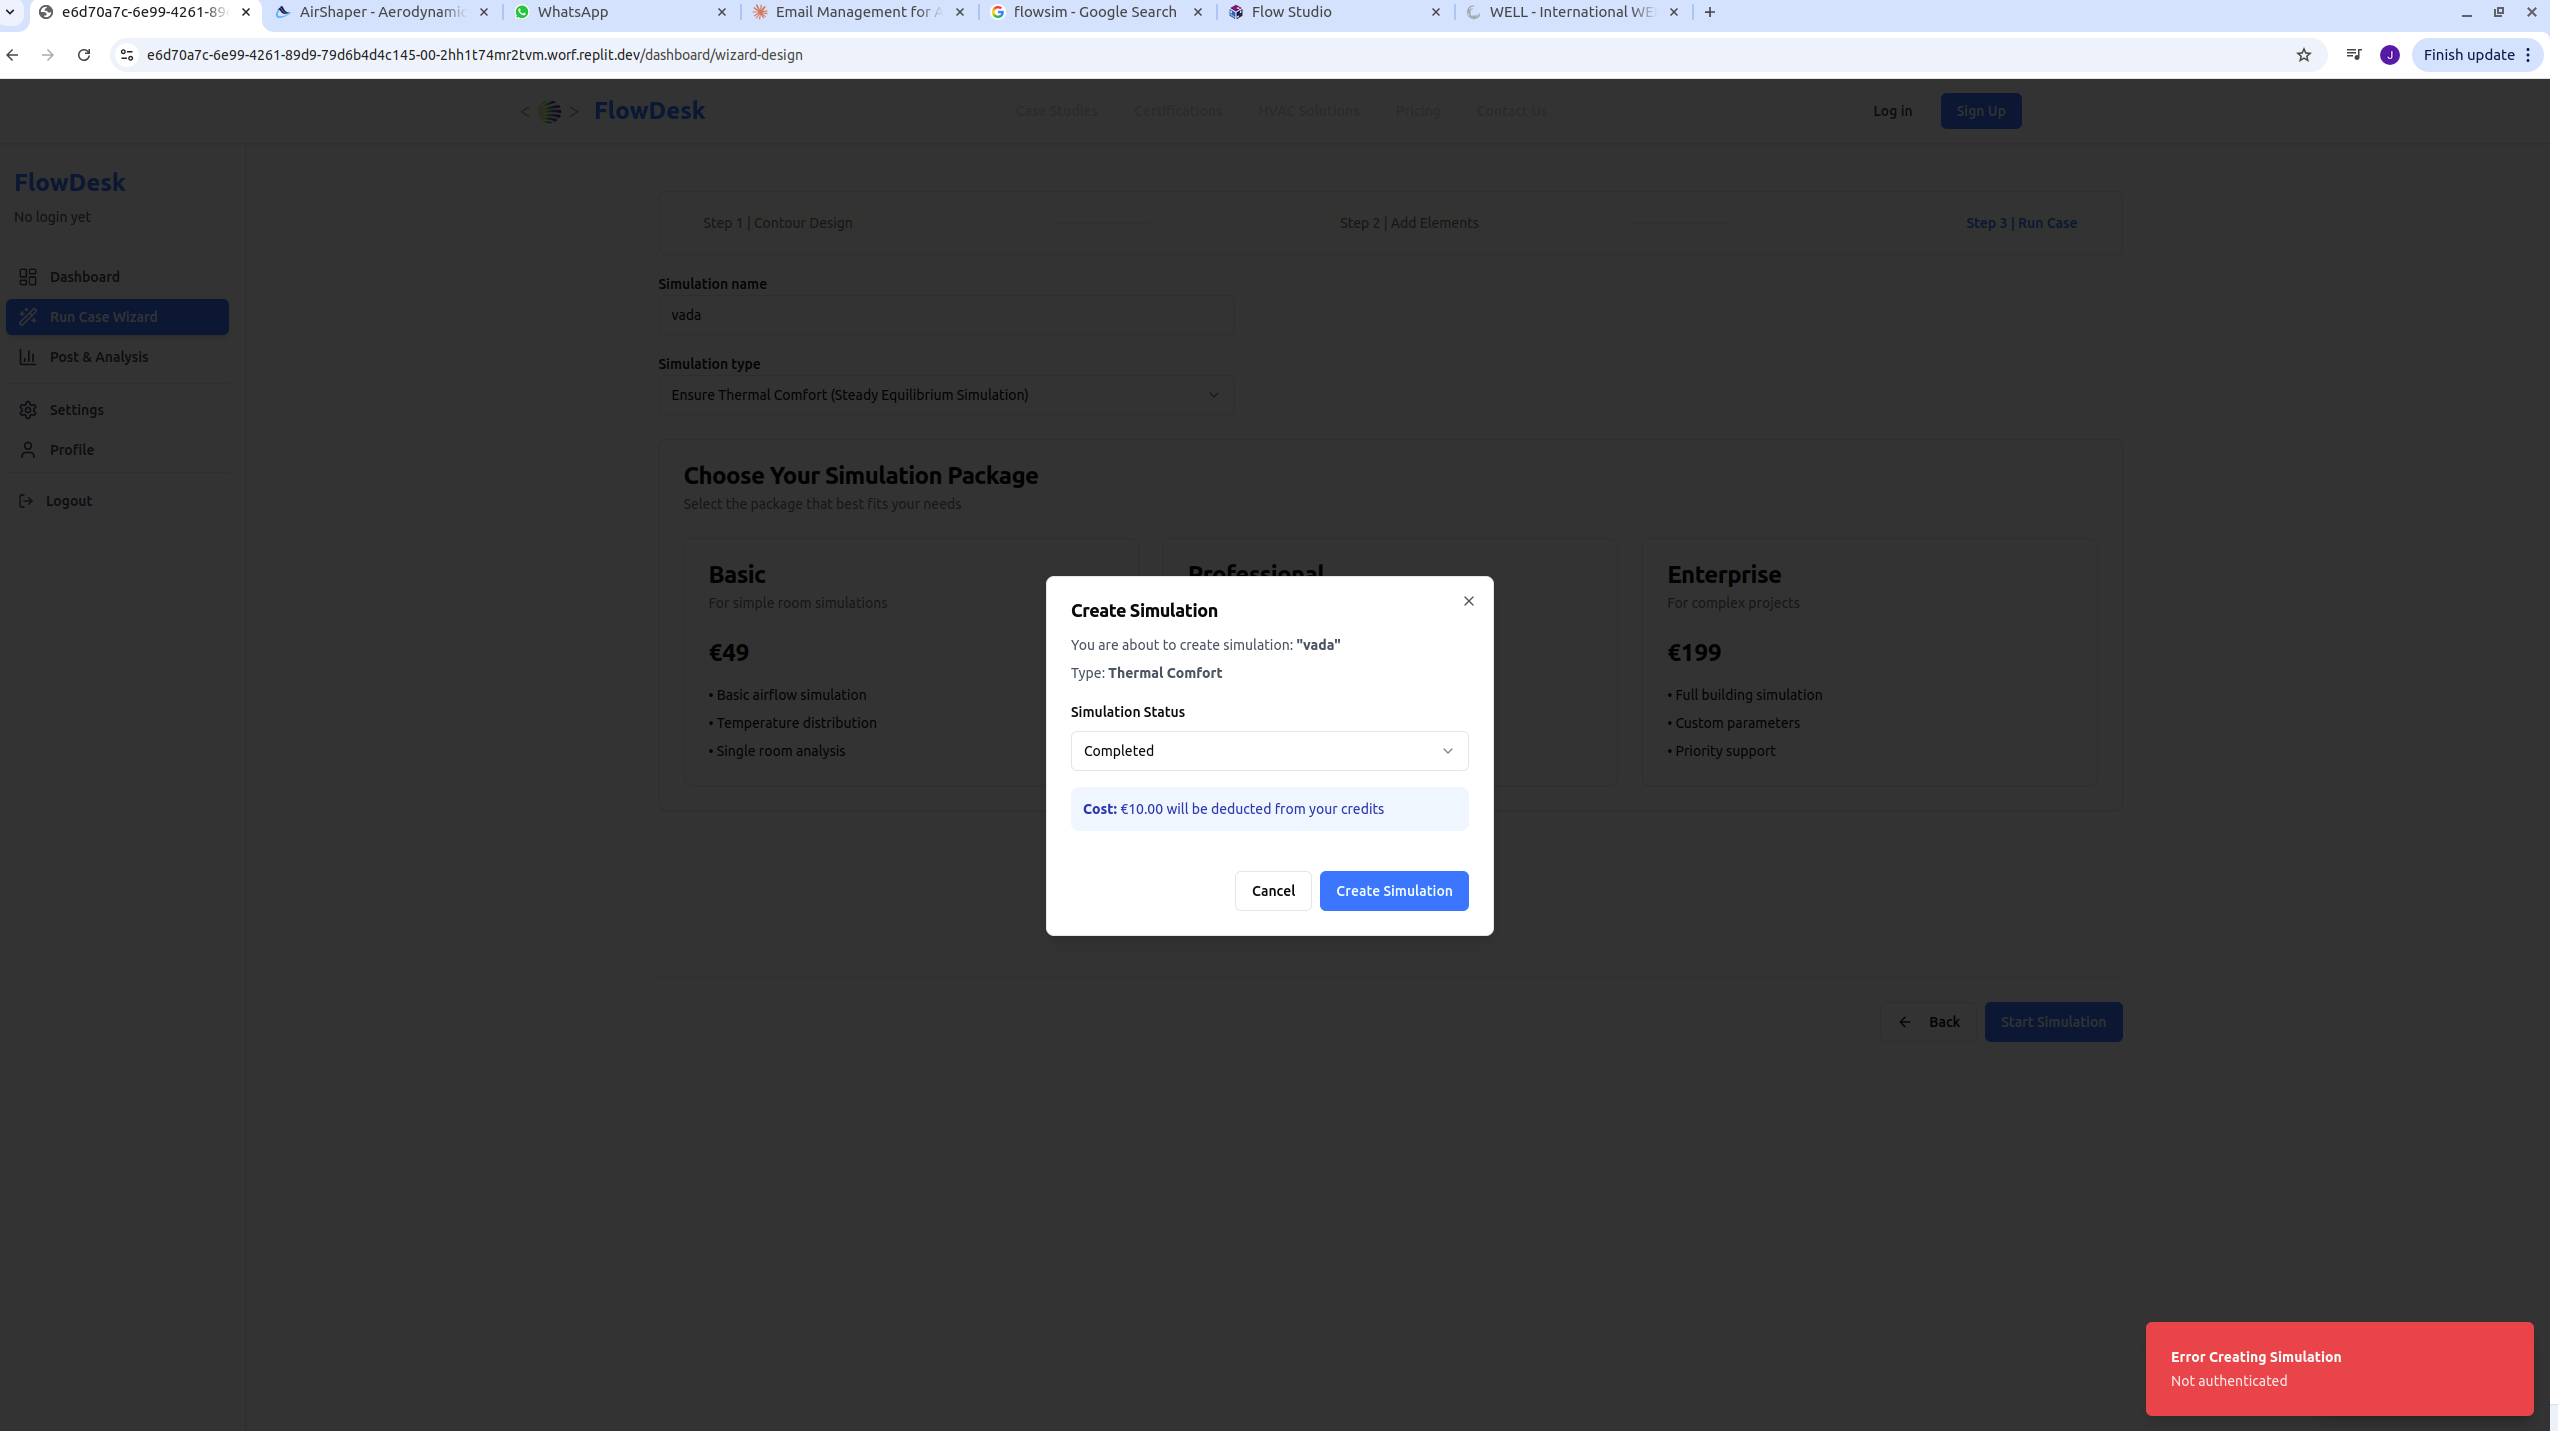 e6d70a7c-6e99-4261-89
AirShaper - Aerodynamic
WhatsApp
Email Management for A
flowsim - Google Search
Flow Studio
WELL - International WE
e6d70a7c-6e99-4261-89d9-79d6b4d4c145-00-2hh1t74mr2tvm.worf.replit.dev/dashboard/wizard-design
J
Finish update
< > FlowDesk
Case Studies
Certifications
HVAC Solutions
Pricing
Contact Us
Log in
Sign Up
FlowDesk
No login yet
Dashboard
Run Case Wizard
Post & Analysis
Settings
Profile
Logout
Step 1 | Contour Design
Step 2 | Add Elements
Step 3 | Run Case
Simulation name
vada
Simulation type
Ensure Thermal Comfort (Steady Equilibrium Simulation)
Choose Your Simulation Package
Select the package that best fits your needs
Basic
For simple room simulations
€49
• Basic airflow simulation
• Temperature distribution
• Single room analysis
Professional
Enterprise
For complex projects
€199
• Full building simulation
• Custom parameters
• Priority support
Create Simulation
You are about to create simulation: "vada"
Type: Thermal Comfort
Simulation Status
Completed
Cost: €10.00 will be deducted from your credits
Cancel
Create Simulation
Back
Start Simulation
Error Creating Simulation
Not authenticated